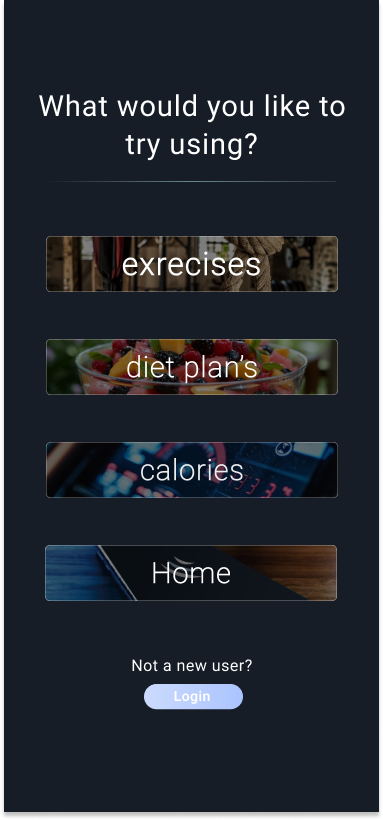 What would you like to
try using?
exrecises
diet plan's
calories
Home
Not a new user?
Login